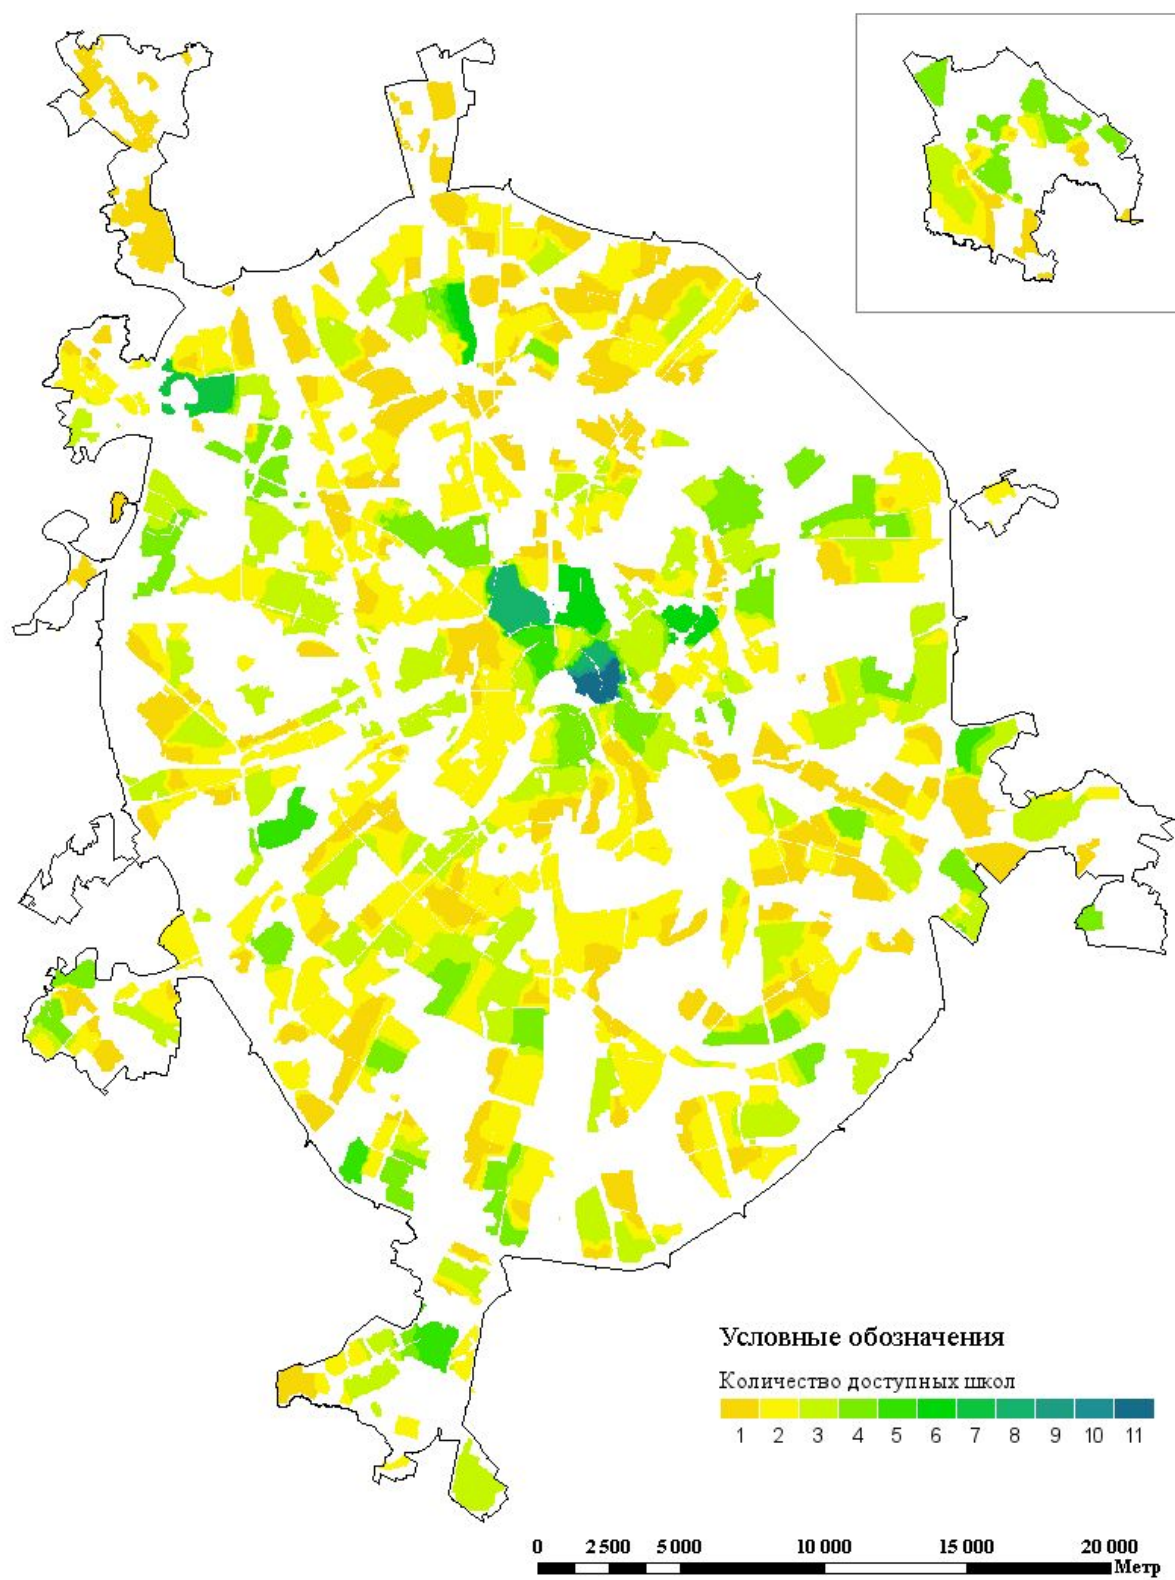 Условные обозначения
Количество доступных школ
1 2 3 4 5 6 7 8 9 10 11
0 2 500 5 000 10 000 15 000 20 000
Метр